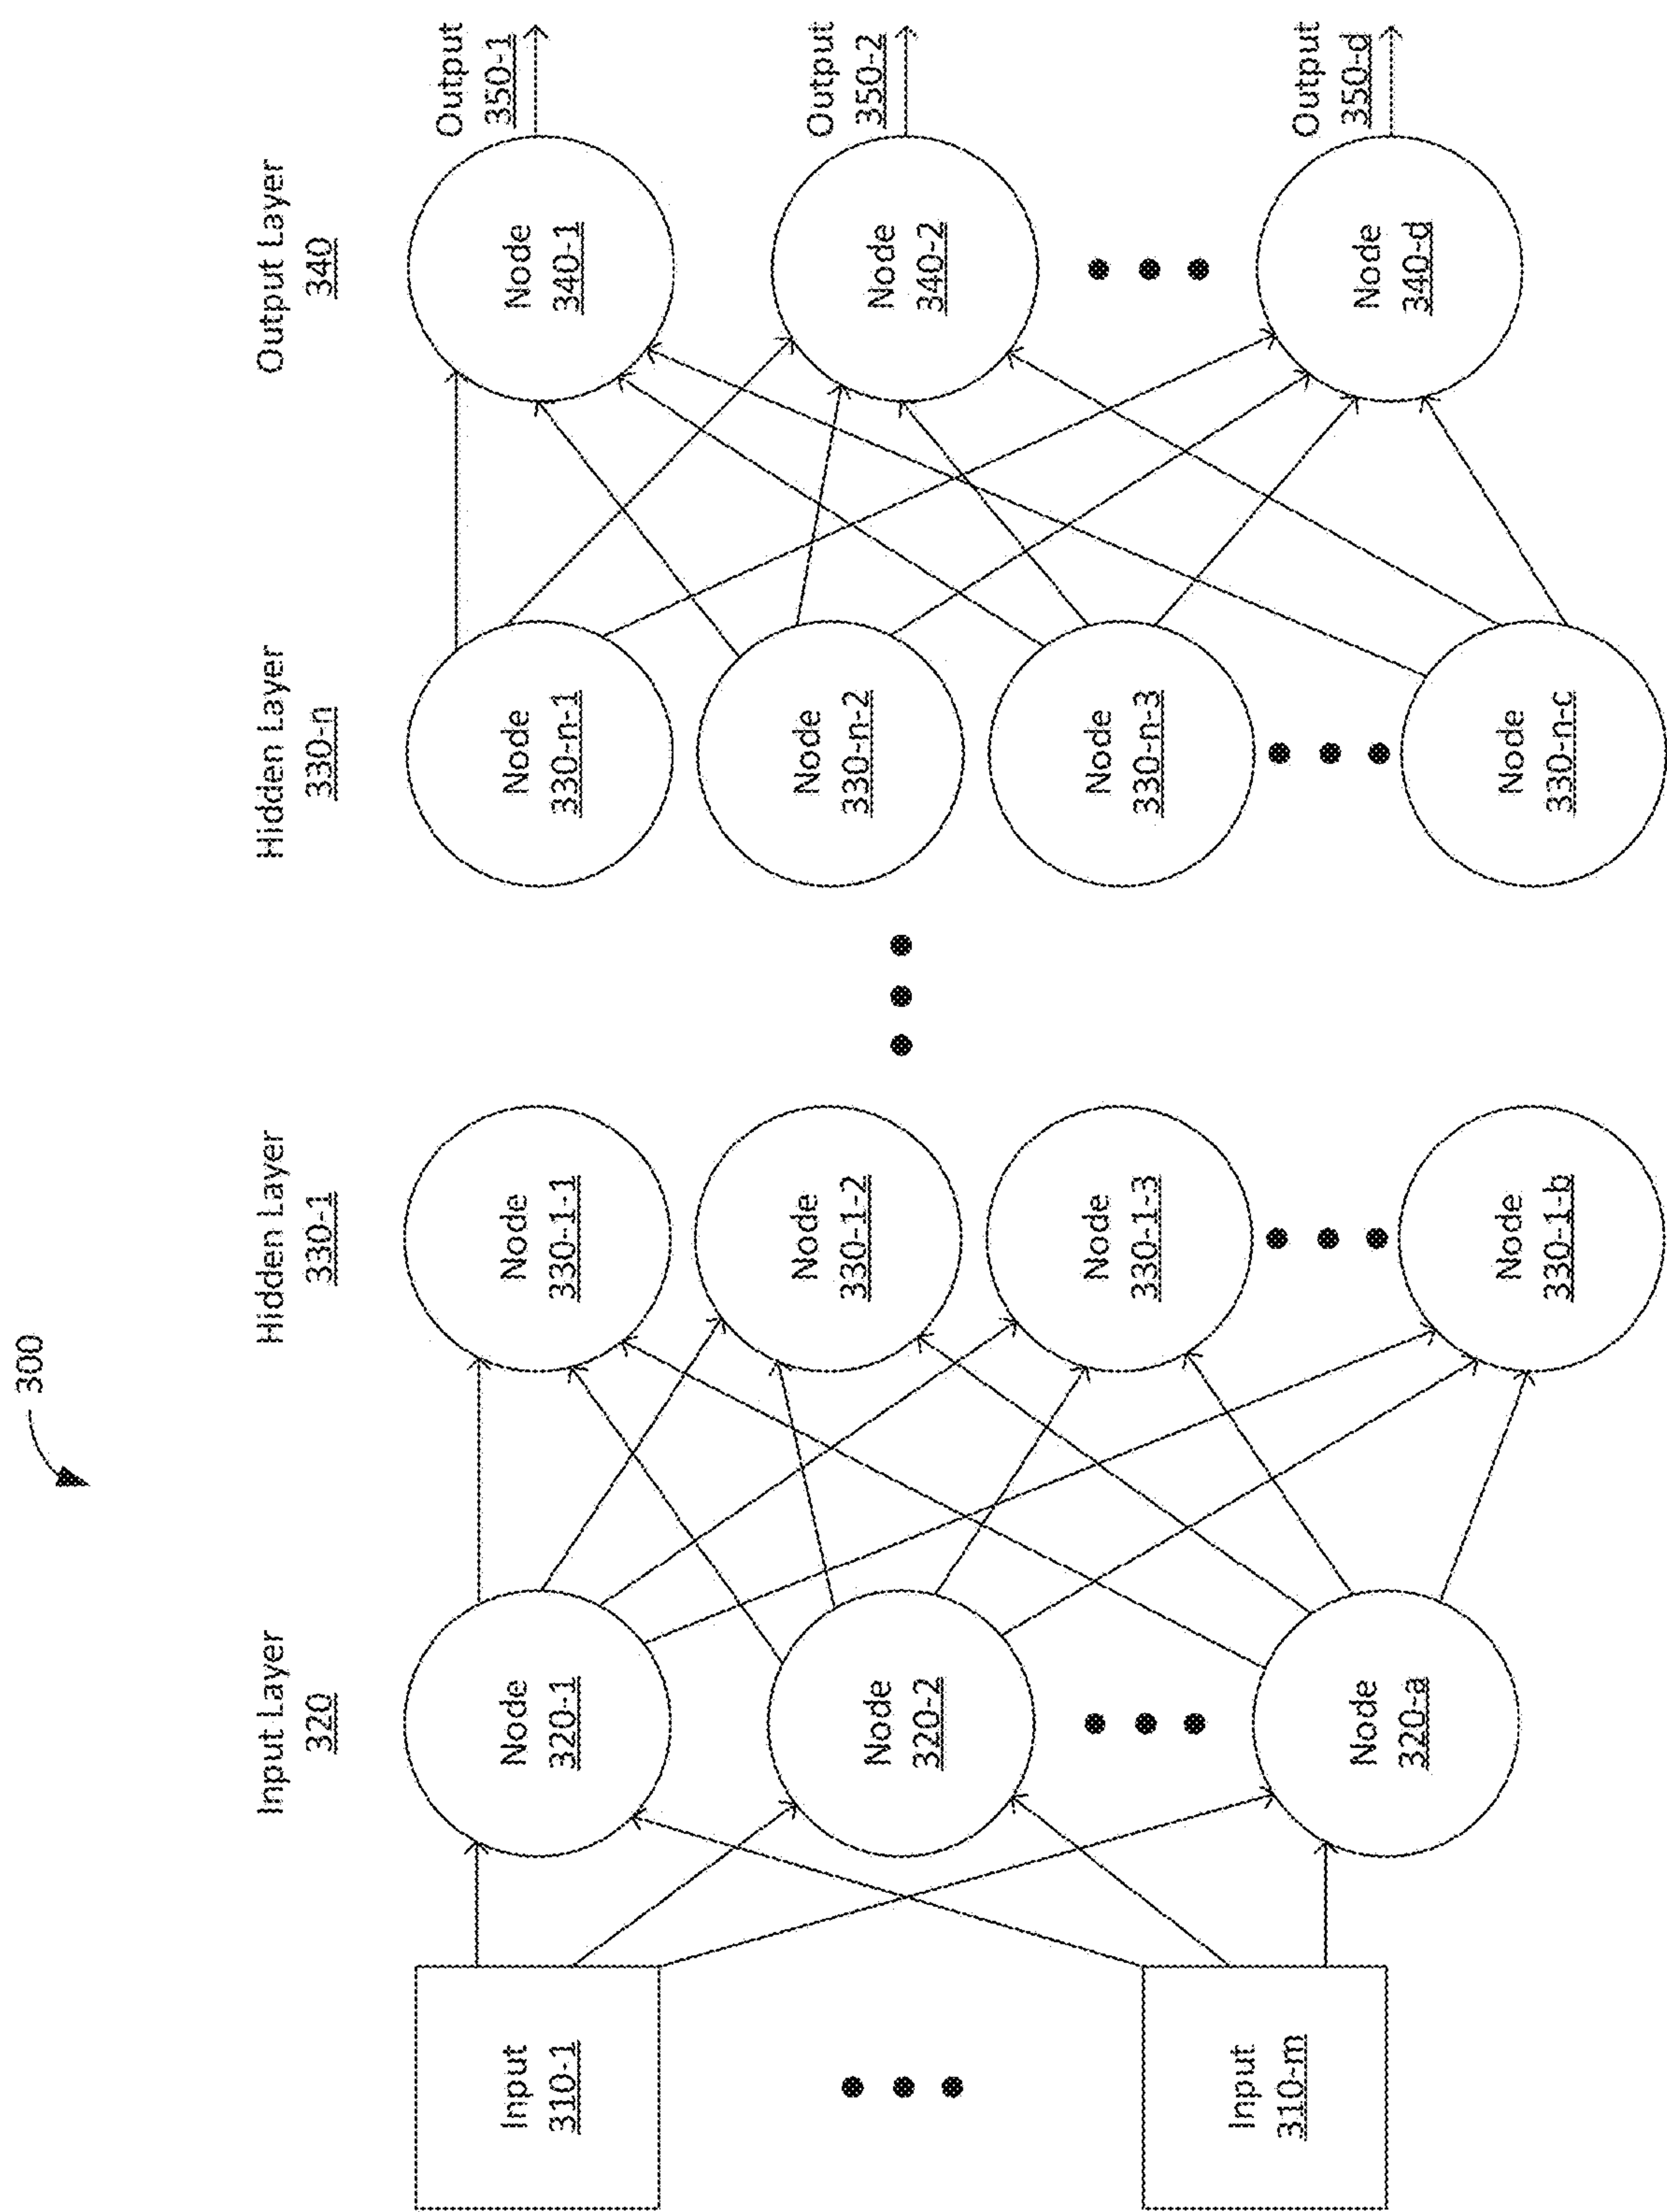 300
Input Layer
320
Hidden Layer
330-1
Hidden Layer
330-n
Output Layer
340
Input
310-1
Input
310-m
Node
320-1
Node
320-2
Node
320-a
Node
330-1-1
Node
330-1-2
Node
330-1-3
Node
330-1-b
Node
330-n-1
Node
330-n-2
Node
330-n-3
Node
330-n-c
Node
340-1
Node
340-2
Node
340-d
Output
350-1
Output
350-2
Output
350-d